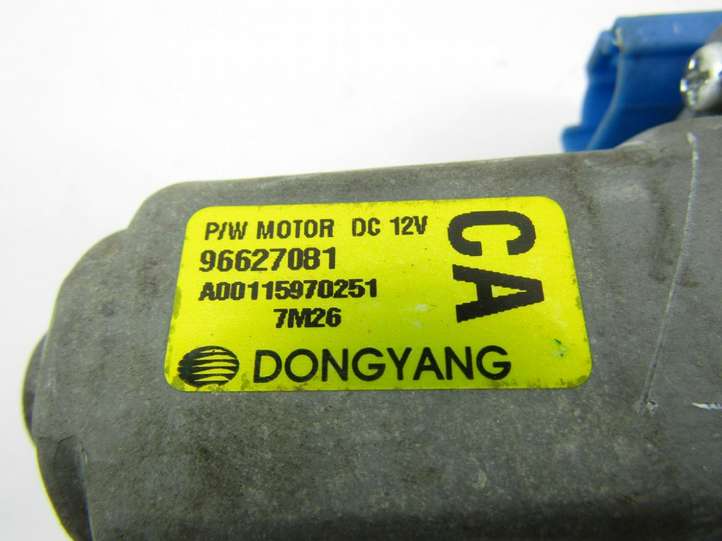 P/W MOTOR DC 12V
96627081
A00115970251
7M26
DONGYANG
CA